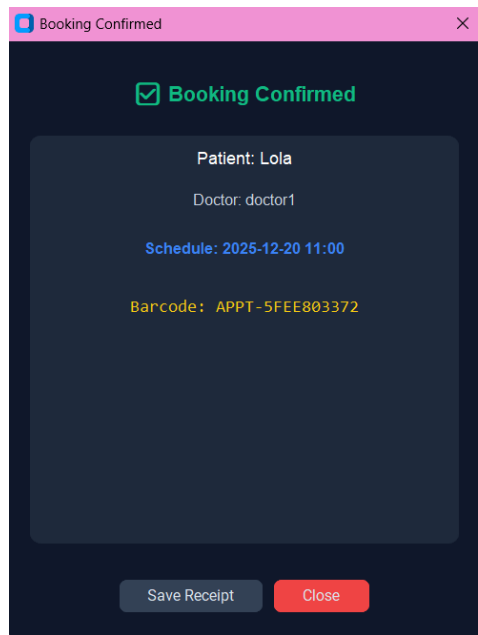 Booking Confirmed
Booking Confirmed
Patient: Lola
Doctor: doctor1
Schedule: 2025-12-20 11:00
Barcode: APPT-5FEE803372
Save Receipt
Close